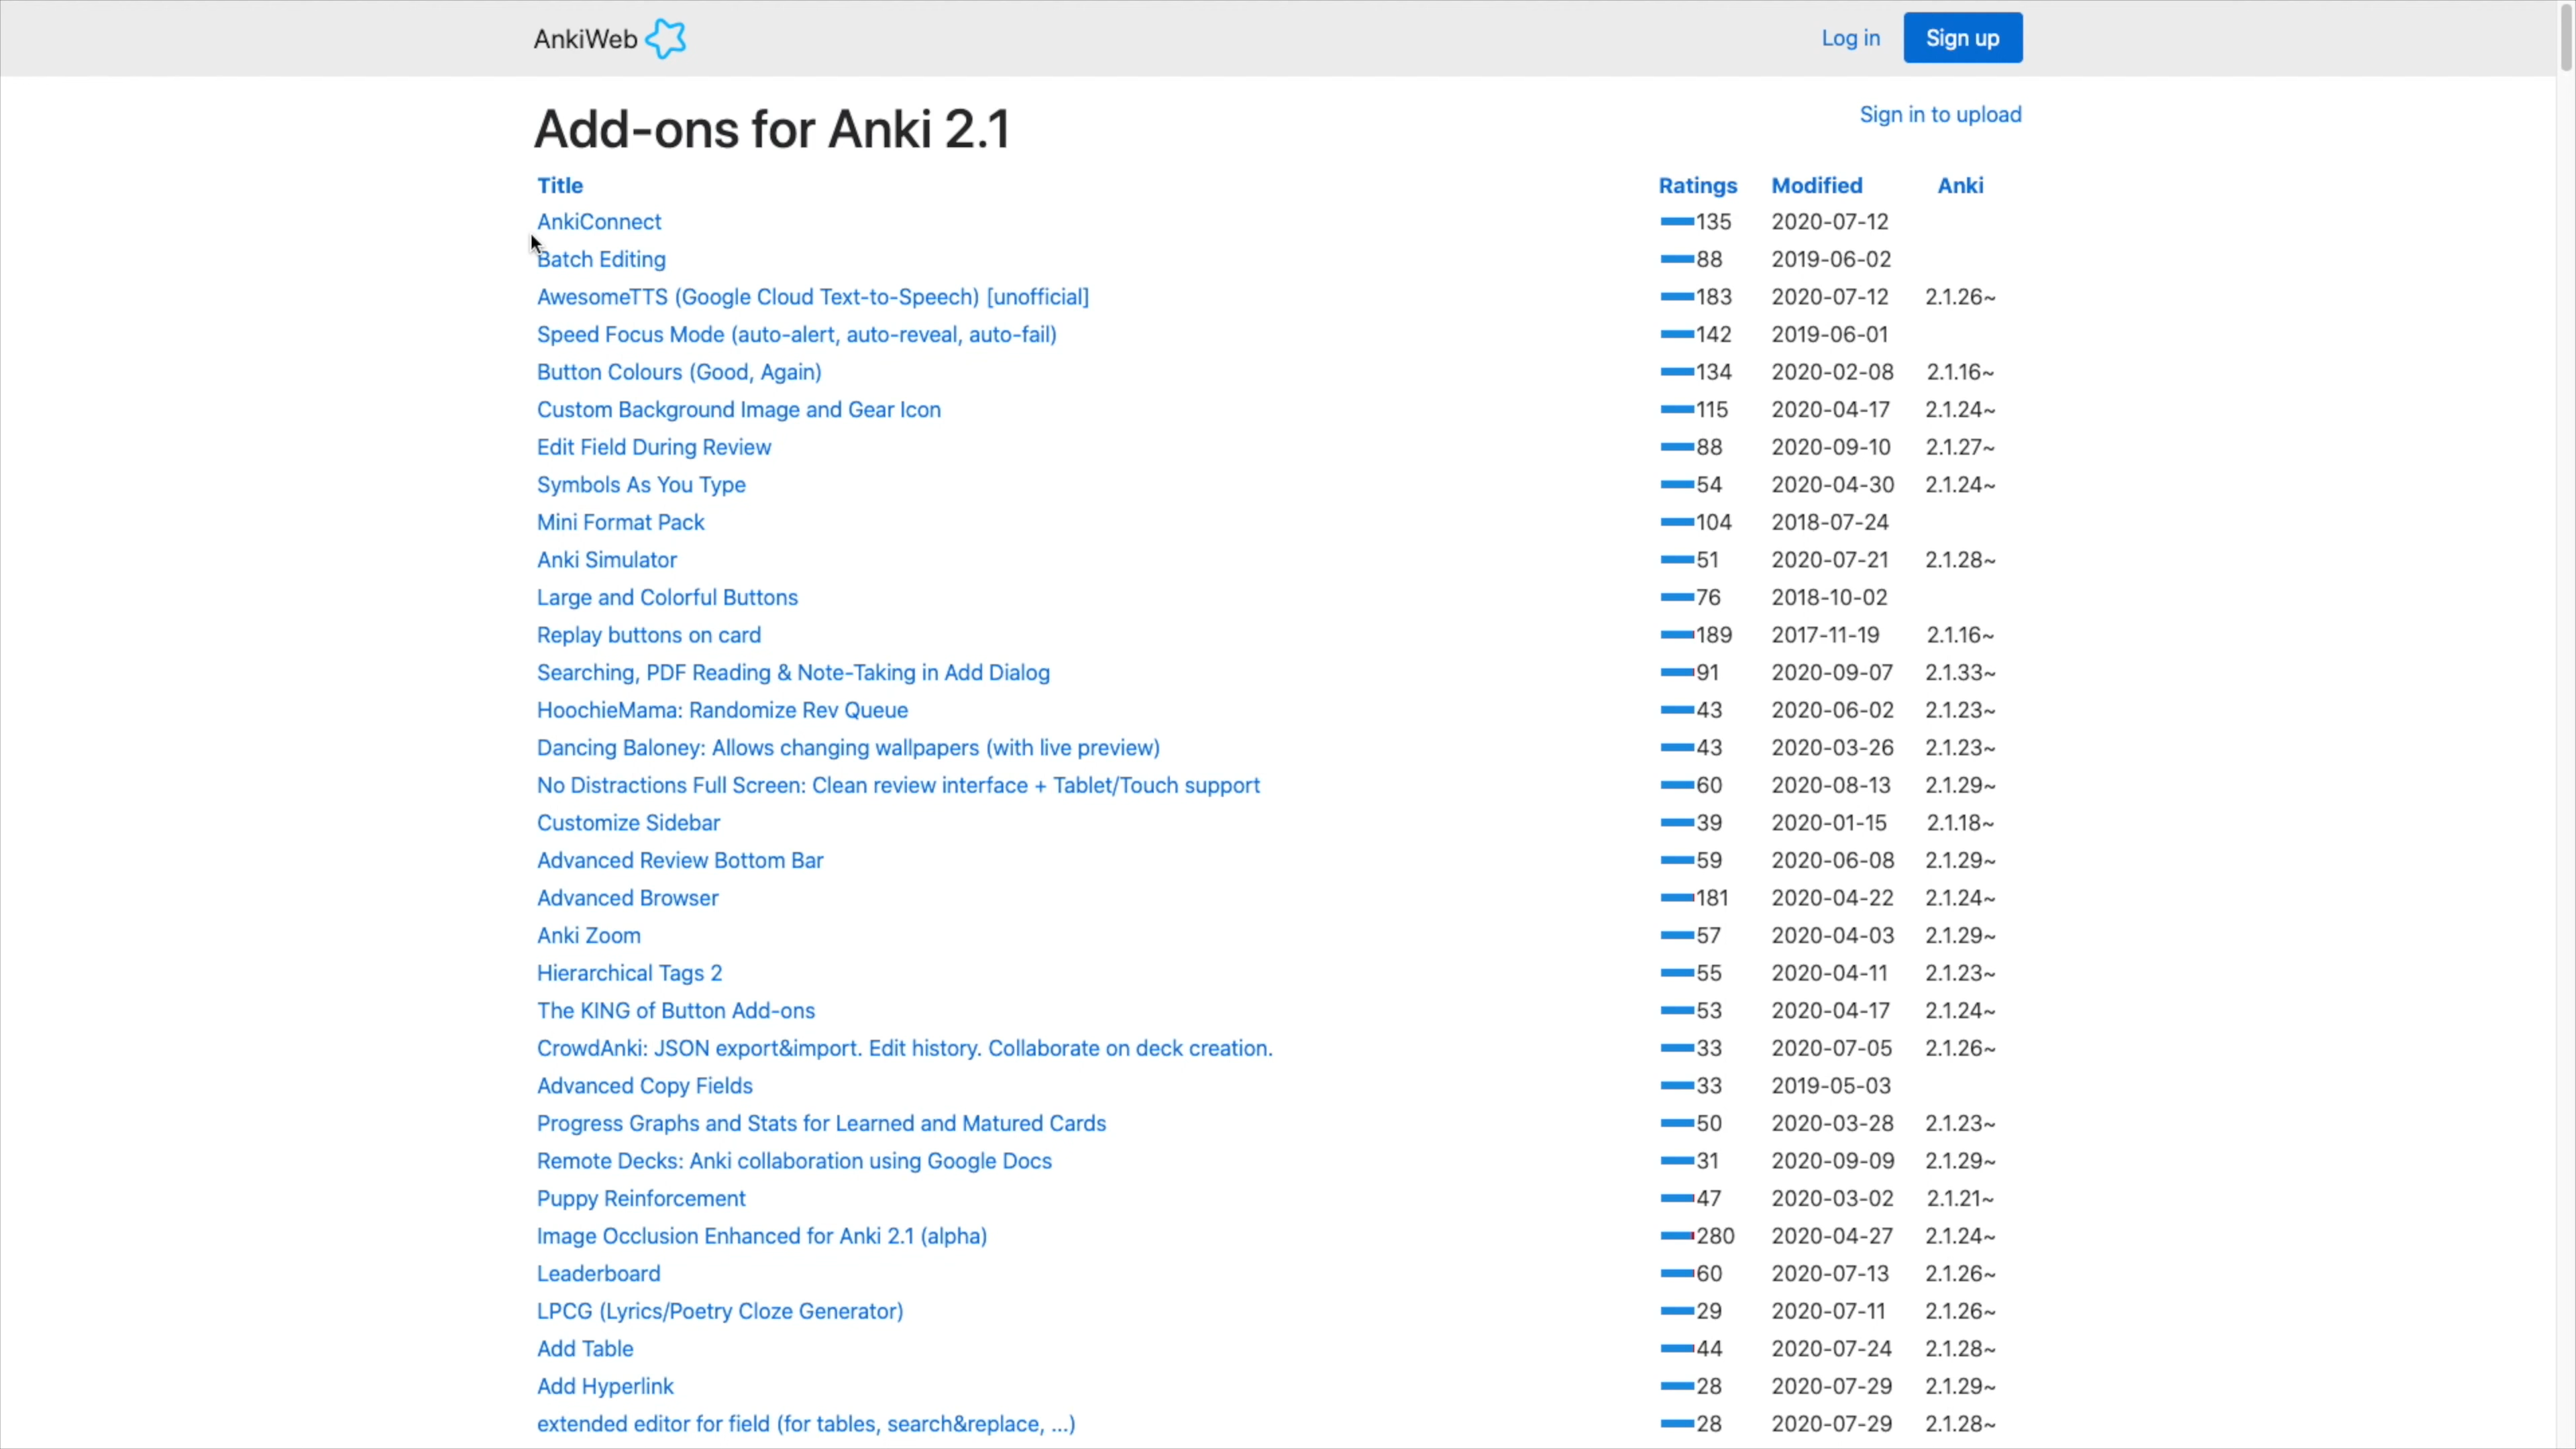 AnkiWeb Log in Sign up
Add-ons for Anki 2.1 Sign in to upload
Title Ratings Modified Anki
AnkiConnect 135 2020-07-12
Batch Editing 88 2019-06-02
AwesomeTTS (Google Cloud Text-to-Speech) [unofficial] 183 2020-07-12 2.1.26~
Speed Focus Mode (auto-alert, auto-reveal, auto-fail) 142 2019-06-01
Button Colours (Good, Again) 134 2020-02-08 2.1.16~
Custom Background Image and Gear Icon 115 2020-04-17 2.1.24~
Edit Field During Review 88 2020-09-10 2.1.27~
Symbols As You Type 54 2020-04-30 2.1.24~
Mini Format Pack 104 2018-07-24
Anki Simulator 51 2020-07-21 2.1.28~
Large and Colorful Buttons 76 2018-10-02
Replay buttons on card 189 2017-11-19 2.1.16~
Searching, PDF Reading & Note-Taking in Add Dialog 91 2020-09-07 2.1.33~
HoochieMama: Randomize Rev Queue 43 2020-06-02 2.1.23~
Dancing Baloney: Allows changing wallpapers (with live preview) 43 2020-03-26 2.1.23~
No Distractions Full Screen: Clean review interface + Tablet/Touch support 60 2020-08-13 2.1.29~
Customize Sidebar 39 2020-01-15 2.1.18~
Advanced Review Bottom Bar 59 2020-06-08 2.1.29~
Advanced Browser 181 2020-04-22 2.1.24~
Anki Zoom 57 2020-04-03 2.1.29~
Hierarchical Tags 2 55 2020-04-11 2.1.23~
The KING of Button Add-ons 53 2020-04-17 2.1.24~
CrowdAnki: JSON export&import. Edit history. Collaborate on deck creation. 33 2020-07-05 2.1.26~
Advanced Copy Fields 33 2019-05-03
Progress Graphs and Stats for Learned and Matured Cards 50 2020-03-28 2.1.23~
Remote Decks: Anki collaboration using Google Docs 31 2020-09-09 2.1.29~
Puppy Reinforcement 47 2020-03-02 2.1.21~
Image Occlusion Enhanced for Anki 2.1 (alpha) 280 2020-04-27 2.1.24~
Leaderboard 60 2020-07-13 2.1.26~
LPCG (Lyrics/Poetry Cloze Generator) 29 2020-07-11 2.1.26~
Add Table 44 2020-07-24 2.1.28~
Add Hyperlink 28 2020-07-29 2.1.29~
extended editor for field (for tables, search&replace, ...) 28 2020-07-29 2.1.28~